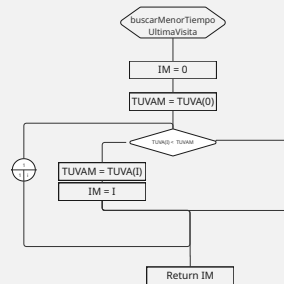 buscarMenorTiempo
UltimaVisita
IM = 0
TUVAM = TUVA(0)
TUVA(I) < TUVAM
TUVAM = TUVA(I)
IM = I
Return IM